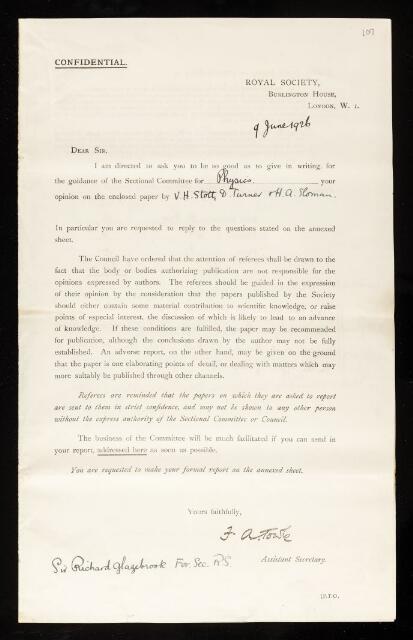 107
CONFIDENTIAL.
ROYAL SOCIETY,
BURLINGTON HOUSE,
LONDON, W. 1.
9 June 1926
DEAR SIR,
I am directed to ask you to be so good as to give in writing, for
the guidance of the Sectional Committee for Physics your
opinion on the enclosed paper by V. H. Stott, D Turner & H. A. Sloman.
In particular you are requested to reply to the questions stated on the annexed
sheet.
The Council have ordered that the attention of referees shall be drawn to the
fact that the body or bodies authorizing publication are not responsible for the
opinions expressed by authors. The referees should be guided in the expression
of their opinion by the consideration that the papers published by the Society
should either contain some material contribution to scientific knowledge, or raise
points of especial interest, the discussion of which is likely to lead to an advance
of knowledge. If these conditions are fulfilled, the paper may be recommended
for publication, although the conclusions drawn by the author may not be fully
established. An adverse report, on the other hand, may be given on the ground
that the paper is one elaborating points of detail, or dealing with matters which may
more suitably be published through other channels.
Referees are reminded that the papers on which they are asked to report
are sent to them in strict confidence, and may not be shown to any other person
without the express authority of the Sectional Committee or Council.
The business of the Committee will be much facilitated if you can send in
your report, addressed here as soon as possible.
You are requested to make your formal report on the annexed sheet.
Yours faithfully,
F. A. Towle
Assistant Secretary.
Sir Richard Glazebrook For. Sec. RS
[P.T.O.